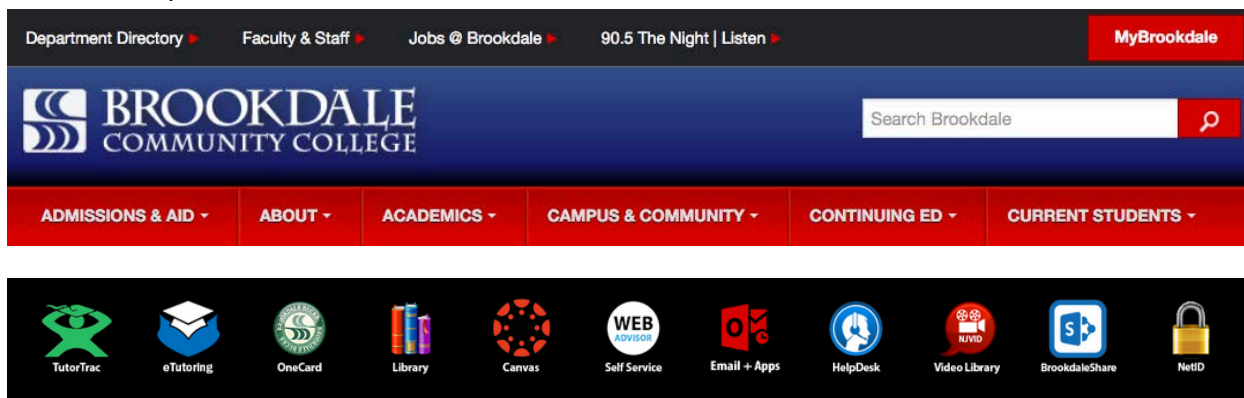 Department Directory Faculty & Staff Jobs @ Brookdale 90.5 The Night | Listen MyBrookdale
BROOKDALE
COMMUNITY COLLEGE
Search Brookdale
ADMISSIONS & AID ABOUT ACADEMICS CAMPUS & COMMUNITY CONTINUING ED CURRENT STUDENTS
WEB
ADVISOR
NJVID
S
TutorTrac eTutoring OneCard Library Canvas Self Service Email + Apps HelpDesk Video Library BrookdaleShare NetID